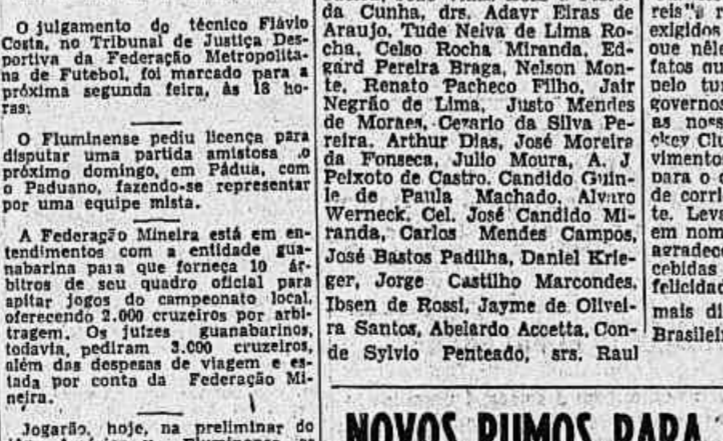 O julgamento do técnico Flávio
Costa, no Tribunal de Justiça Des-
portiva da Federação Metropolita-
na de Futebol, foi marcado para a
próxima segunda feira, às 18 ho-
ras.
O Fluminense pediu licença para
disputar uma partida amistosa .o
próximo domingo, em Pádua, com
o Paduano, fazendo-se representar
por uma equipe mista.
A Federação Mineira está em en-
tendimentos com a entidade gua-
nabarina para que forneça 10 ár-
bitros de seu quadro oficial para
apitar jogos do campeonato local,
oferecendo 2.000 cruzeiros por arbi-
tragem. Os juizes guanabarinos,
todavia, pediram 3.000 cruzeiros,
além das despesas de viagem e es-
tada por conta da Federação Mi-
neira.
Jogarão, hoje, na preliminar do
da Cunha, drs. Adayr Eiras de
Araujo, Tude Neiva de Lima Ro-
cha, Celso Rocha Miranda, Ed-
gard Pereira Braga, Nelson Mon-
te, Renato Pacheco Filho, Jair
Negrão de Lima, Justo Mendes
de Moraes, Cezario da Silva Pe-
reira, Arthur Dias, José Moreira
da Fonseca, Julio Moura, A. J
Peixoto de Castro, Candido Guin-
le de Paula Machado, Alvaro
Werneck, Cel. José Candido Mi-
randa, Carlos Mendes Campos,
José Bastos Padilha, Daniel Krie-
ger, Jorge Castilho Marcondes,
Ibsen de Rossi, Jayme de Olivei-
ra Santos, Abelardo Accetta, Con-
de Sylvio Penteado, srs. Raul
NOVOS RUMOS PARA
reis"
exigidos
que nêle
fatos
pelo
governo
as
ckey Clu
vimento
para o
de corri
te. Leva
em nom
agradece
cebidas
felicidad
mais di
Brasilei